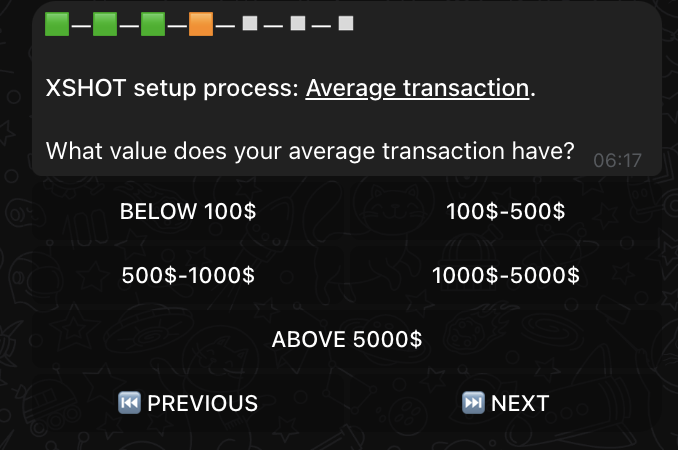 XSHOT setup process: Average transaction.
What value does your average transaction have?
06:17
BELOW 100$
100$-500$
500$-1000$
1000$-5000$
ABOVE 5000$
⏮ PREVIOUS
⏭ NEXT